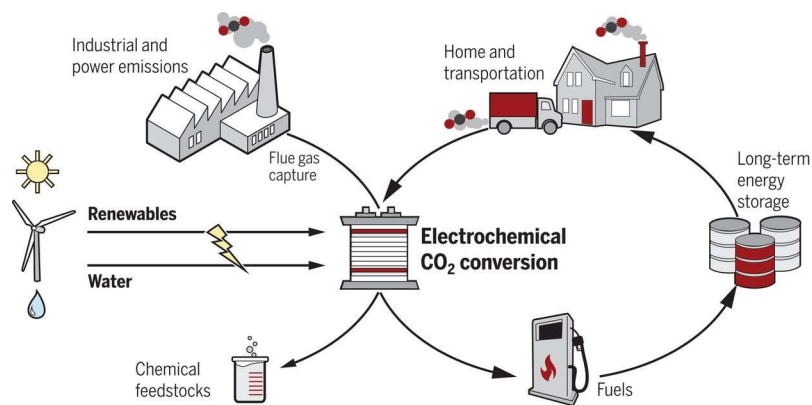 Industrial and
power emissions
Home and
transportation
Flue gas
capture
Long-term
energy
storage
Renewables
Electrochemical
CO₂ conversion
Water
Chemical
feedstocks
Fuels